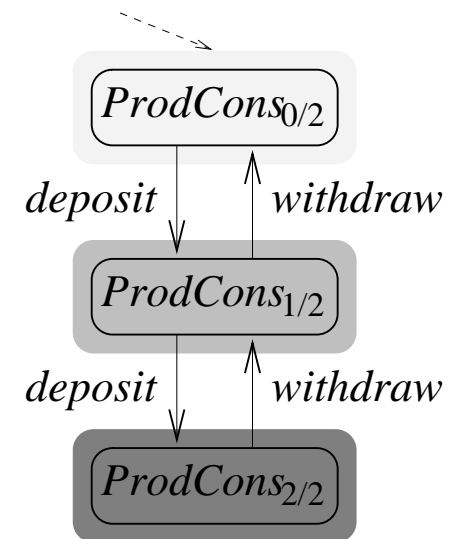 ProdCons0/2
deposit withdraw
ProdCons1/2
deposit withdraw
ProdCons2/2